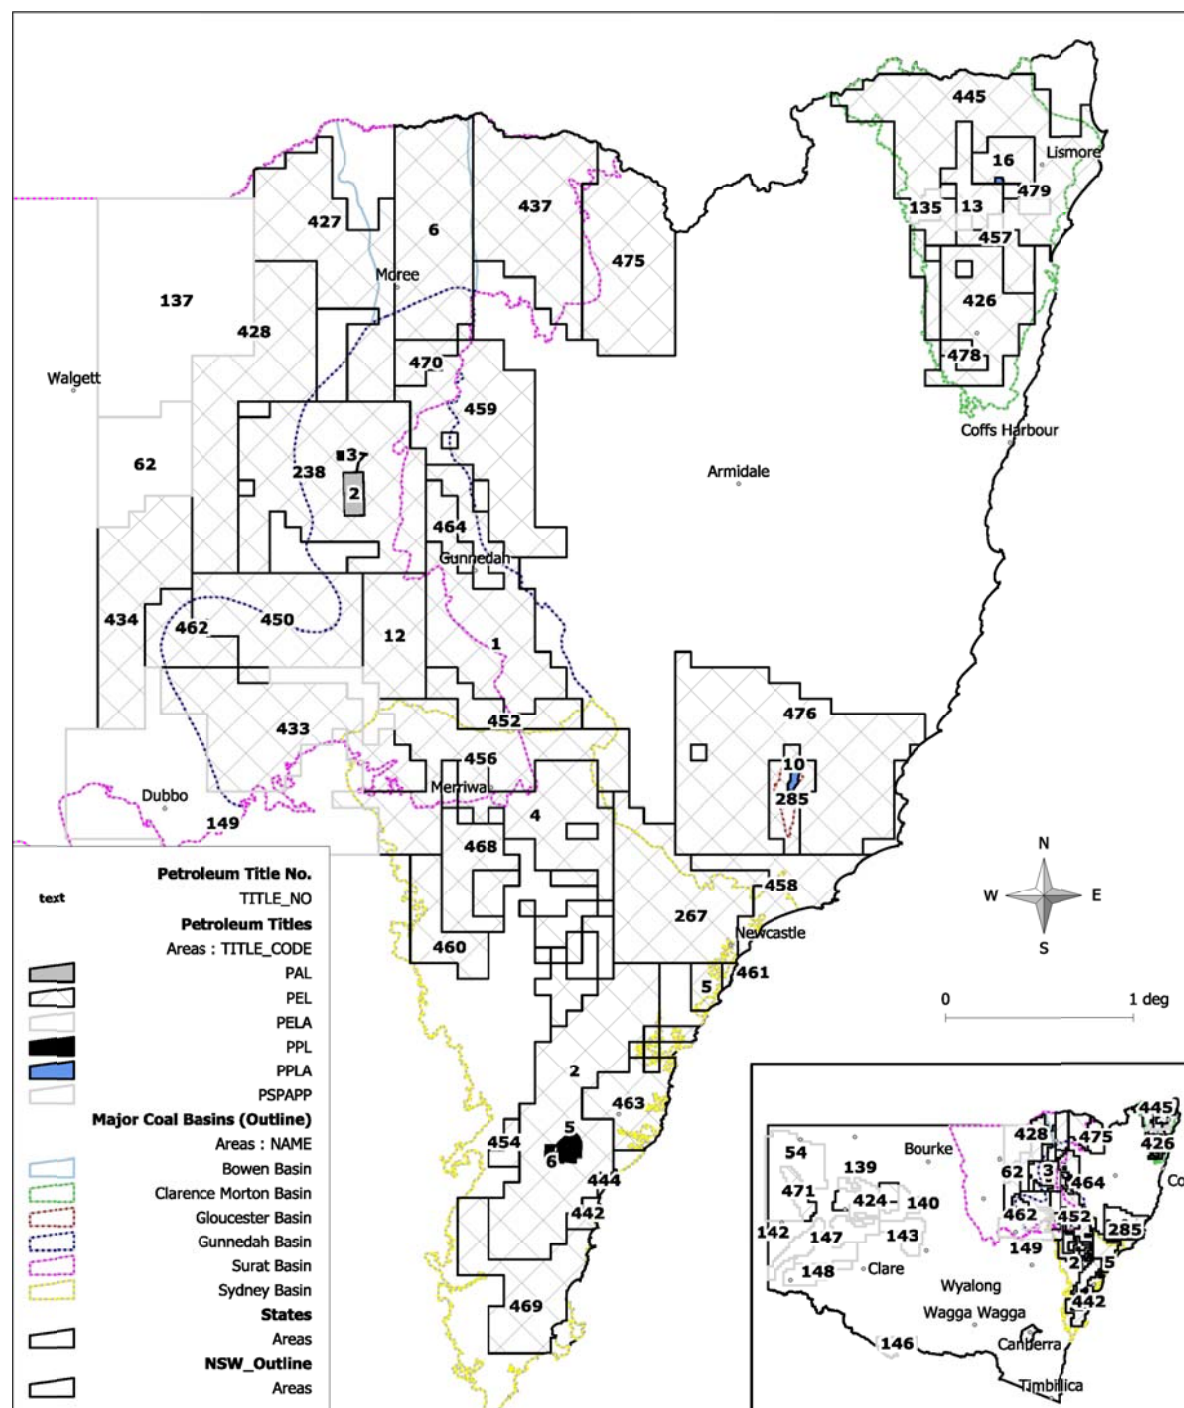 445
Lismore
16
479
135
13
457
426
478
Coffs Harbour
427
6
437
475
Moree
137
428
470
Walgett
459
62
238
3
2
Armidale
464
Gunnedah
434
462
450
12
1
452
433
476
456
10
285
Merriwa
Dubbo
149
4
468
458
267
460
Newcastle
461
5
2
463
5
454
6
444
442
469
N
W E
S
0 1 deg
Petroleum Title No.
text TITLE_NO
Petroleum Titles
Areas : TITLE_CODE
PAL
PEL
PELA
PPL
PPLA
PSPAPP
Major Coal Basins (Outline)
Areas : NAME
Bowen Basin
Clarence Morton Basin
Gloucester Basin
Gunnedah Basin
Surat Basin
Sydney Basin
States
Areas
NSW_Outline
Areas
445
428
475
426
Bourke
54
139
62
3
464
Co
471
424
140
462
452
285
142
147
143
149
2
5
148
Clare
442
Wyalong
Wagga Wagga
Canberra
146
Timbillica